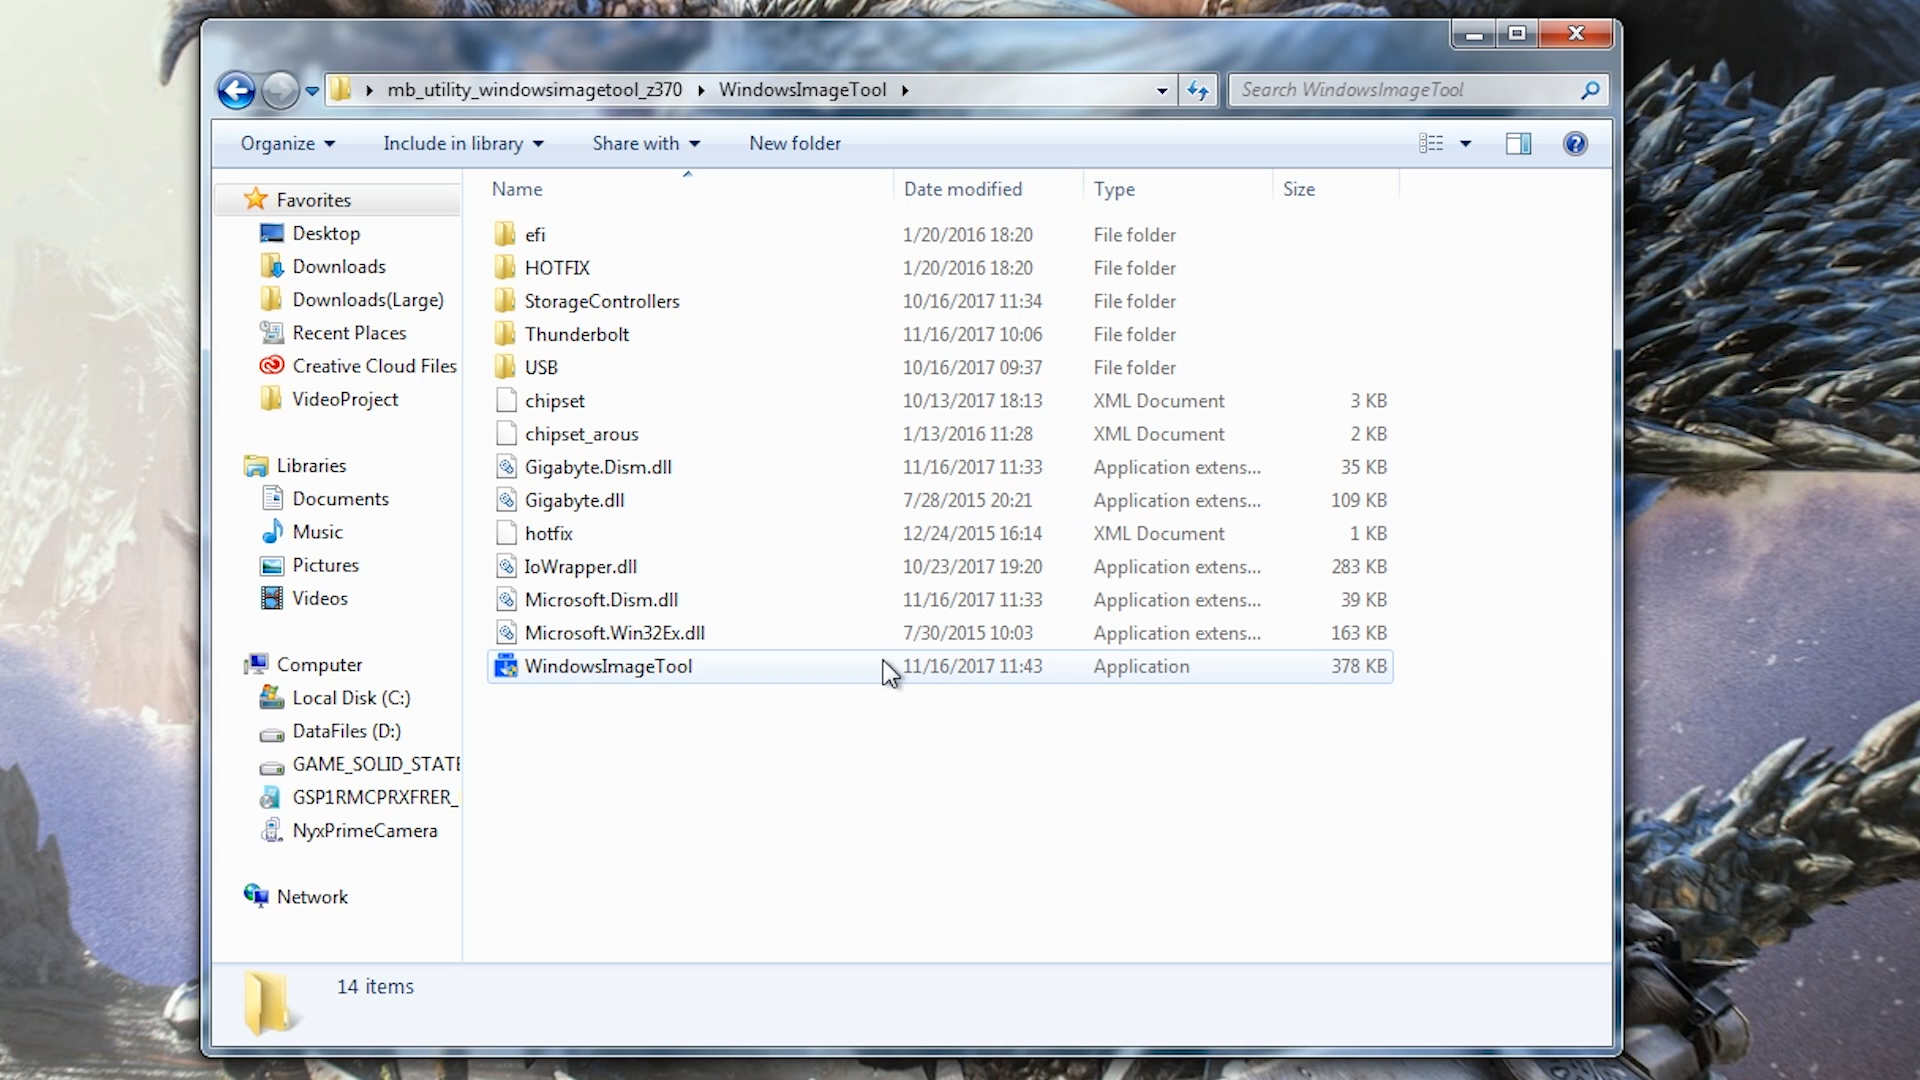 mb_utility_windowsimagetool_z370 WindowsImageTool Search WindowsImageTool
Organize Include in library Share with New folder
Name Date modified Type Size
Favorites
Desktop
Downloads
Downloads(Large)
Recent Places
Creative Cloud Files
VideoProject
Libraries
Documents
Music
Pictures
Videos
Computer
Local Disk (C:)
DataFiles (D:)
GAME_SOLID_STATE
GSP1RMCPRXFRER_
NyxPrimeCamera
Network
efi 1/20/2016 18:20 File folder
HOTFIX 1/20/2016 18:20 File folder
StorageControllers 10/16/2017 11:34 File folder
Thunderbolt 11/16/2017 10:06 File folder
USB 10/16/2017 09:37 File folder
chipset 10/13/2017 18:13 XML Document 3 KB
chipset_arous 1/13/2016 11:28 XML Document 2 KB
Gigabyte.Dism.dll 11/16/2017 11:33 Application extens... 35 KB
Gigabyte.dll 7/28/2015 20:21 Application extens... 109 KB
hotfix 12/24/2015 16:14 XML Document 1 KB
IoWrapper.dll 10/23/2017 19:20 Application extens... 283 KB
Microsoft.Dism.dll 11/16/2017 11:33 Application extens... 39 KB
Microsoft.Win32Ex.dll 7/30/2015 10:03 Application extens... 163 KB
WindowsImageTool 11/16/2017 11:43 Application 378 KB
14 items